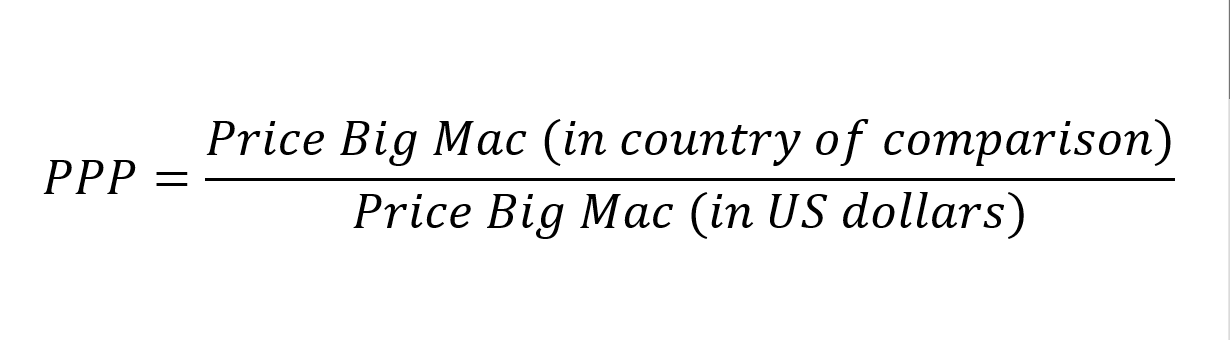 PPP = Price Big Mac (in country of comparison)
Price Big Mac (in US dollars)